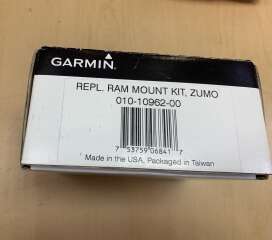 GARMIN
REPL. RAM MOUNT KIT, ZUMO
010-10962-00
7 53759 06841 7
Made in the USA, Packaged in Taiwan